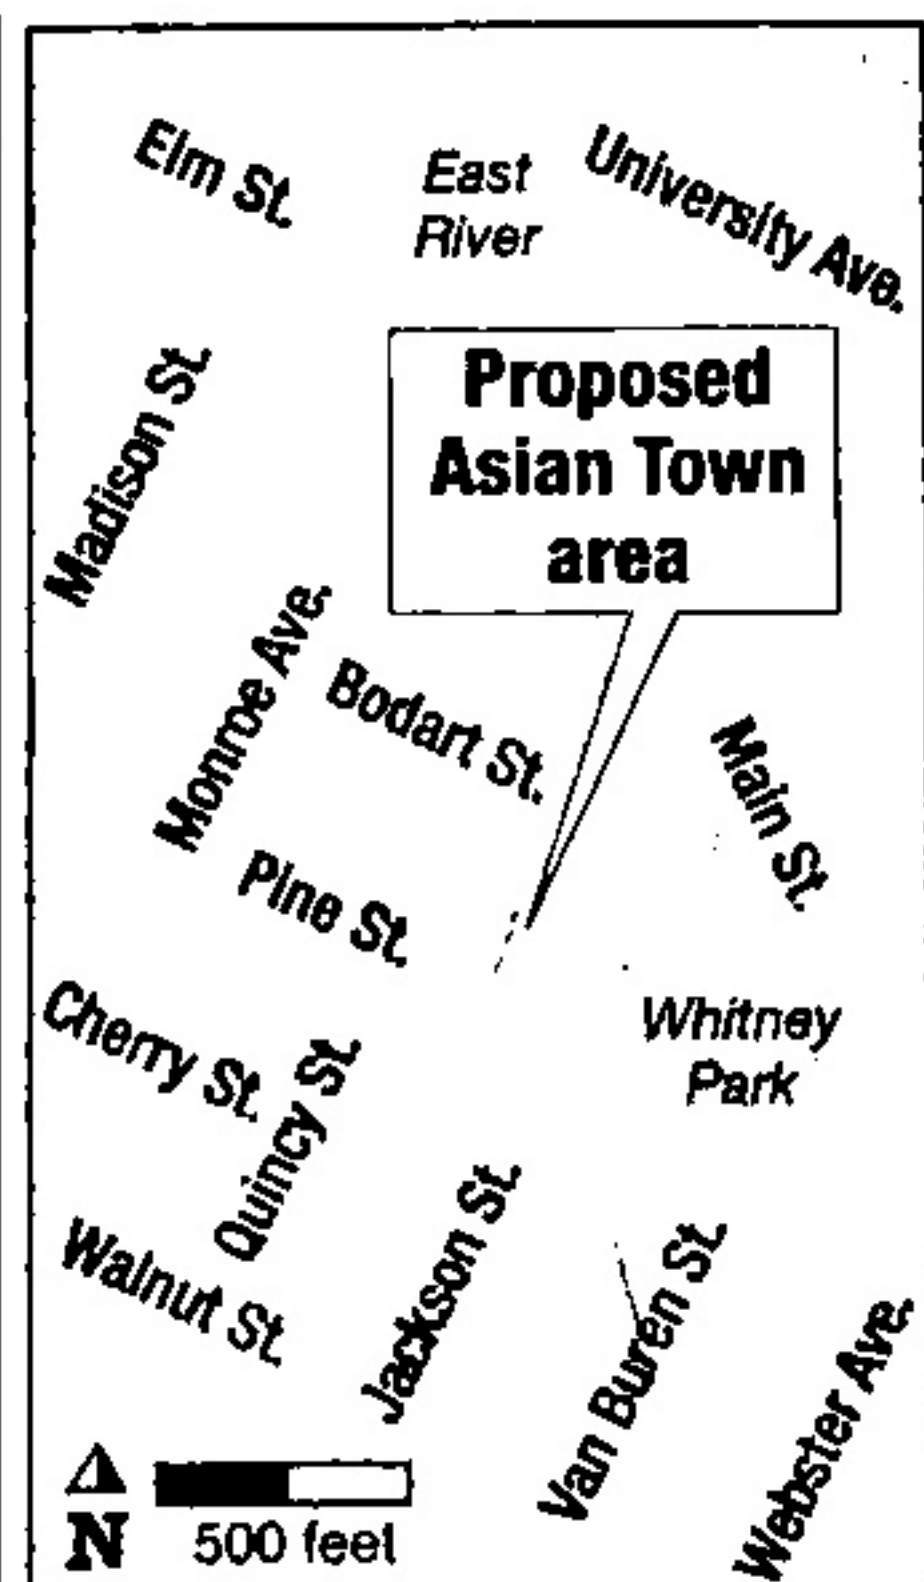 Elm St.
East
River
University Ave.
Proposed
Asian Town
area
Madison St.
Monroe Ave.
Bodart St.
Main St.
Pine St.
Cherry St.
Quincy St.
Whitney
Park
Walnut St.
Jackson St.
Van Buren St.
Webster Ave.
N
500 feet